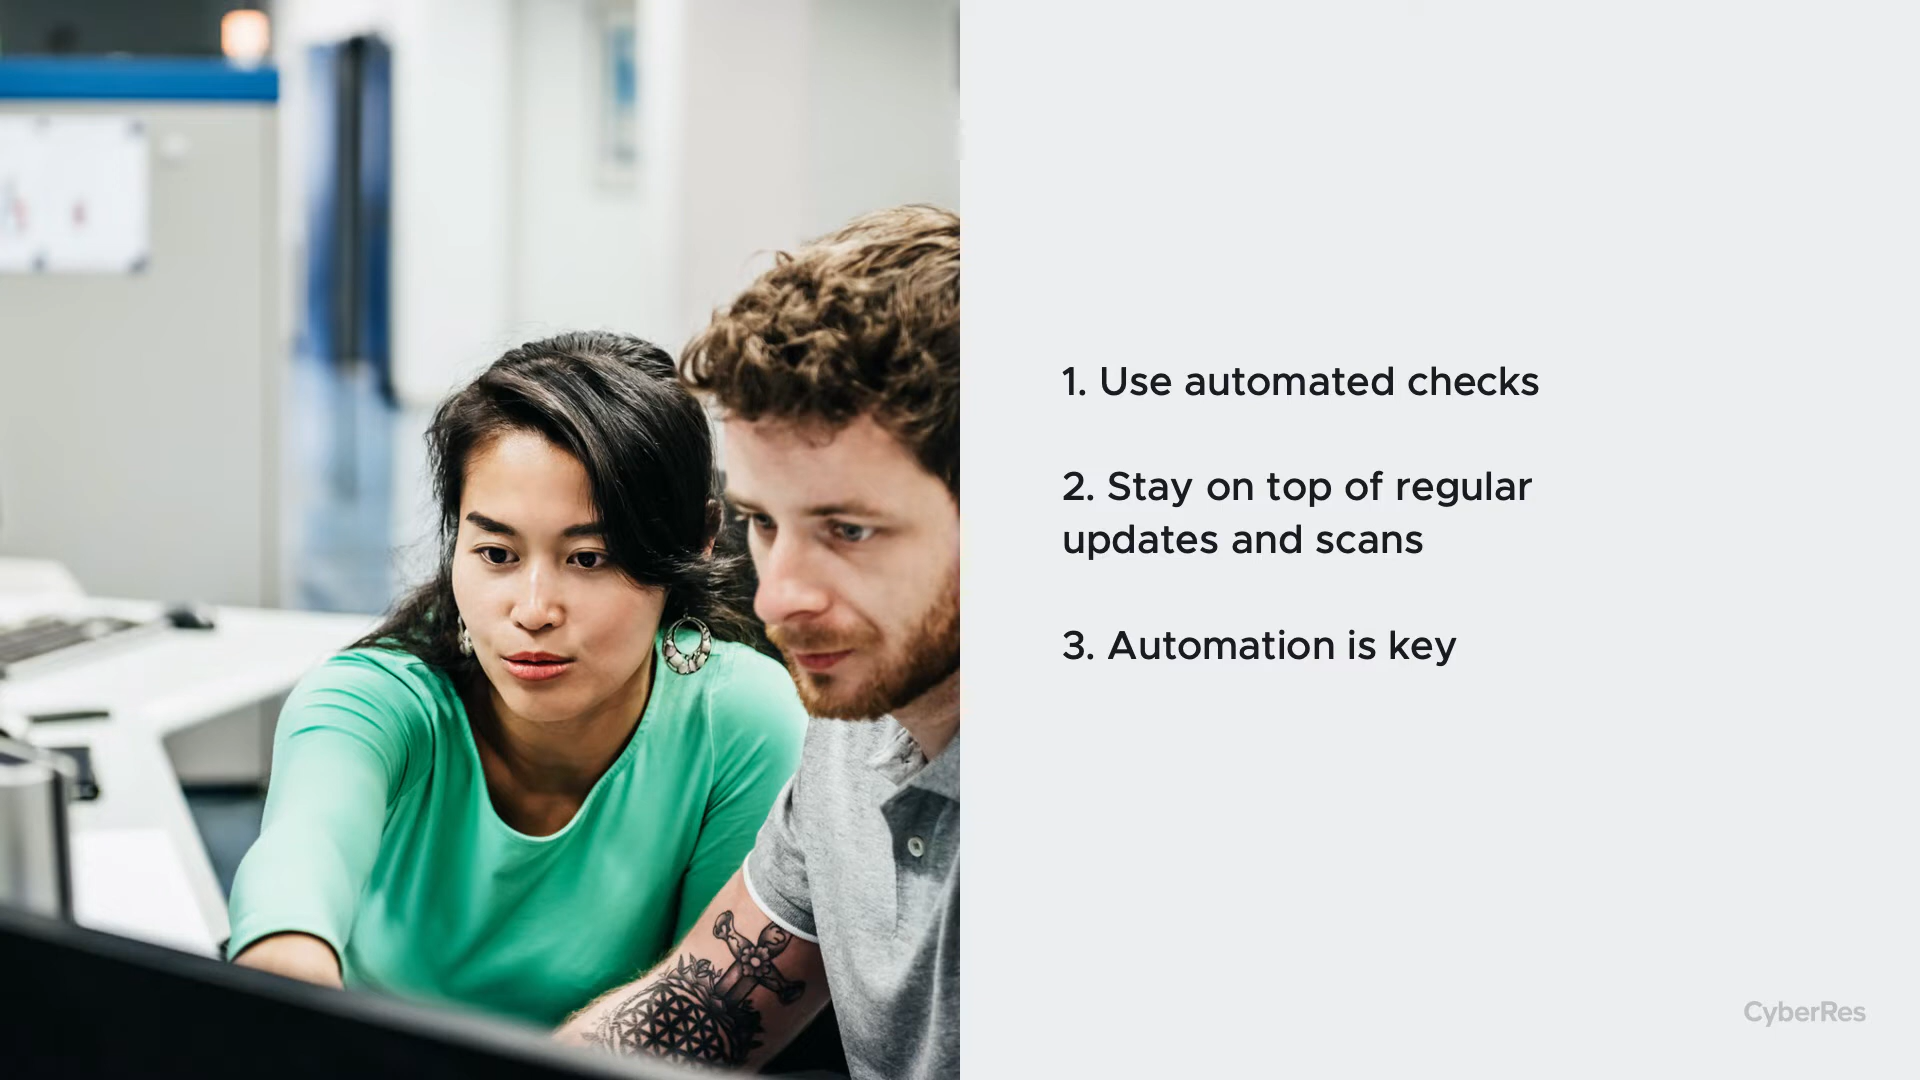 1. Use automated checks
2. Stay on top of regular
updates and scans
3. Automation is key
CyberRes